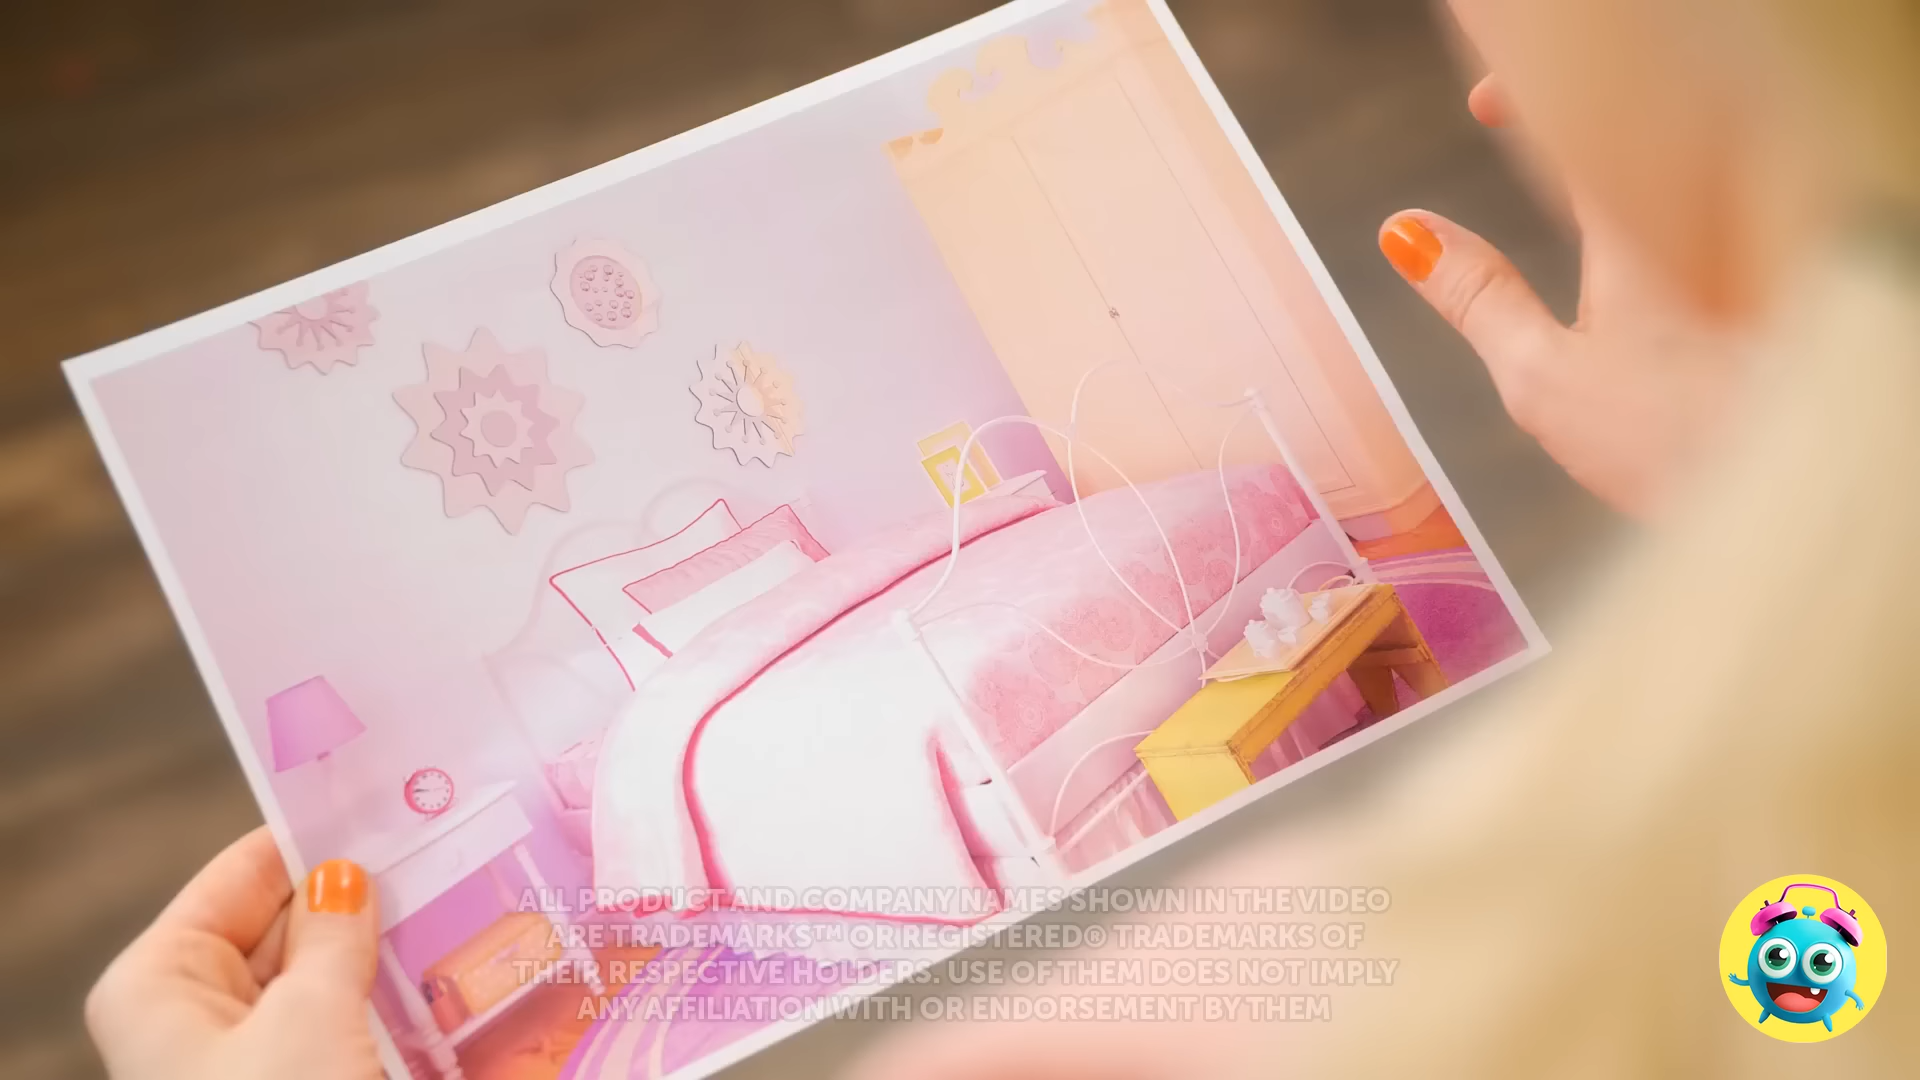 ALL PRODUCT AND COMPANY NAMES SHOWN IN THE VIDEO
ARE TRADEMARKS™ OR REGISTERED® TRADEMARKS OF
THEIR RESPECTIVE HOLDERS. USE OF THEM DOES NOT IMPLY
ANY AFFILIATION WITH OR ENDORSEMENT BY THEM